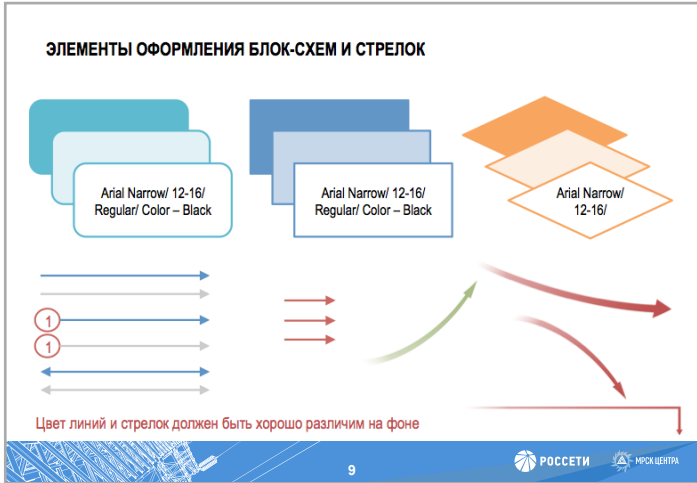 ЭЛЕМЕНТЫ ОФОРМЛЕНИЯ БЛОК-СХЕМ И СТРЕЛОК
Arial Narrow/ 12-16/
Regular/ Color – Black
Arial Narrow/ 12-16/
Regular/ Color – Black
Arial Narrow/
12-16/
1
1
Цвет линий и стрелок должен быть хорошо различим на фоне
9
РОССЕТИ
МРСК ЦЕНТРА